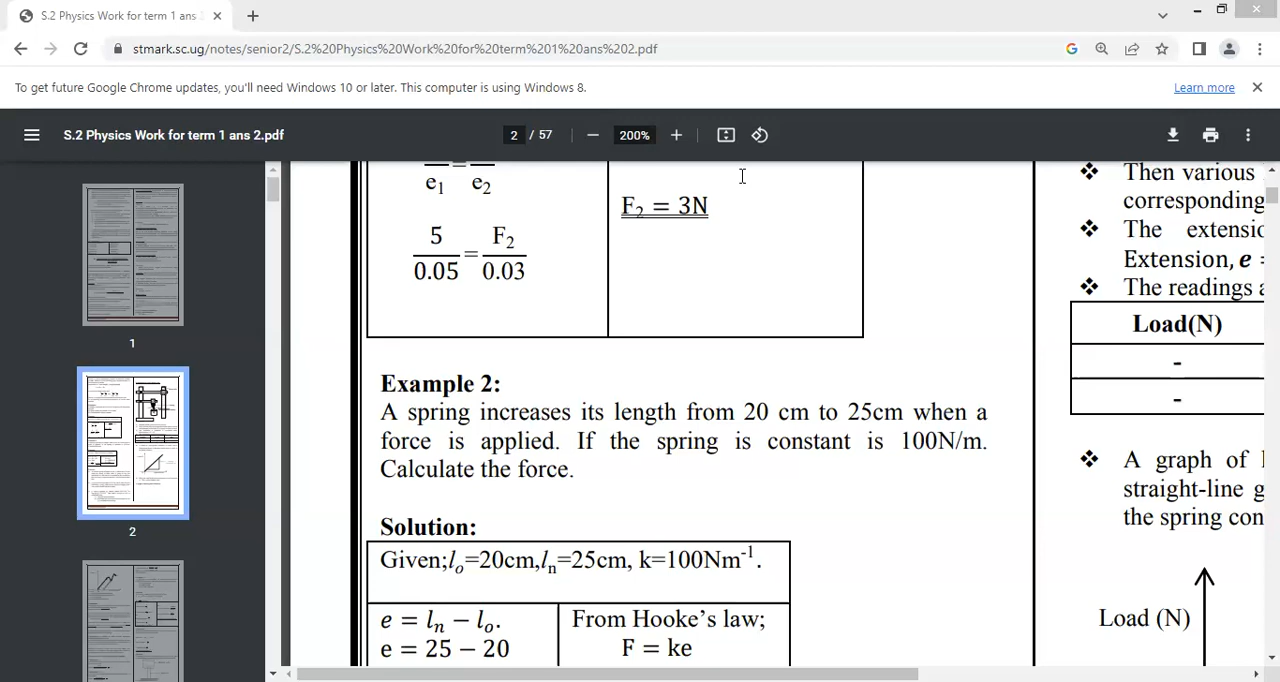 S.2 Physics Work for term 1 ans
stmark.sc.ug/notes/senior2/S.2%20Physics%20Work%20for%20term%201%20ans%202.pdf
To get future Google Chrome updates, you'll need Windows 10 or later. This computer is using Windows 8.
Learn more
S.2 Physics Work for term 1 ans 2.pdf
2 / 57
200%
1
2
e₁ = e₂
F₂ = 3N
5/0.05 = F₂/0.03
Example 2:
A spring increases its length from 20 cm to 25cm when a
force is applied. If the spring is constant is 100N/m.
Calculate the force.
Solution:
Given;lₒ=20cm,lₙ=25cm, k=100Nm⁻¹.
e = lₙ − lₒ.
e = 25 − 20
From Hooke's law;
F = ke
Then various
corresponding
The extensio
Extension, e =
The readings a
Load(N)
-
-
A graph of
straight-line g
the spring con
Load (N)